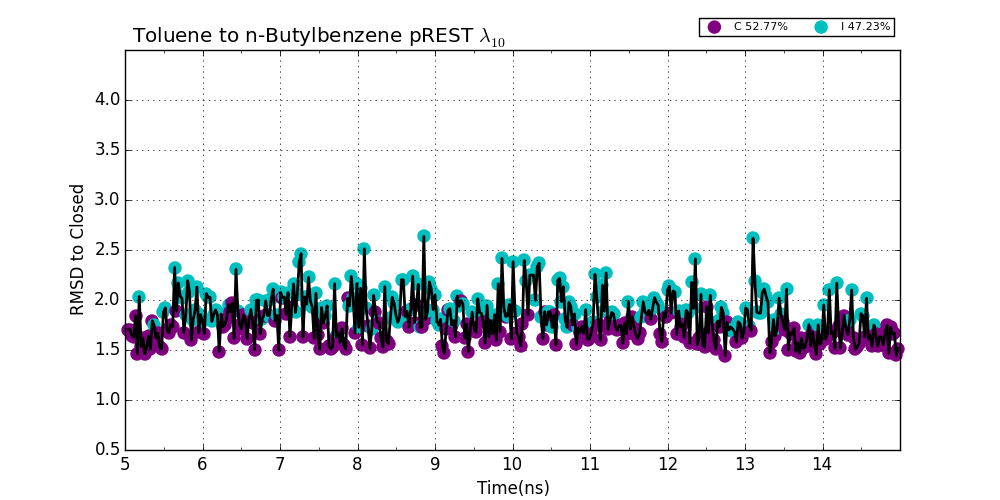 Toluene to n-Butylbenzene pREST λ10
C 52.77% I 47.23%
RMSD to Closed
4.0
3.5
3.0
2.5
2.0
1.5
1.0
0.5
5 6 7 8 9 10 11 12 13 14
Time(ns)